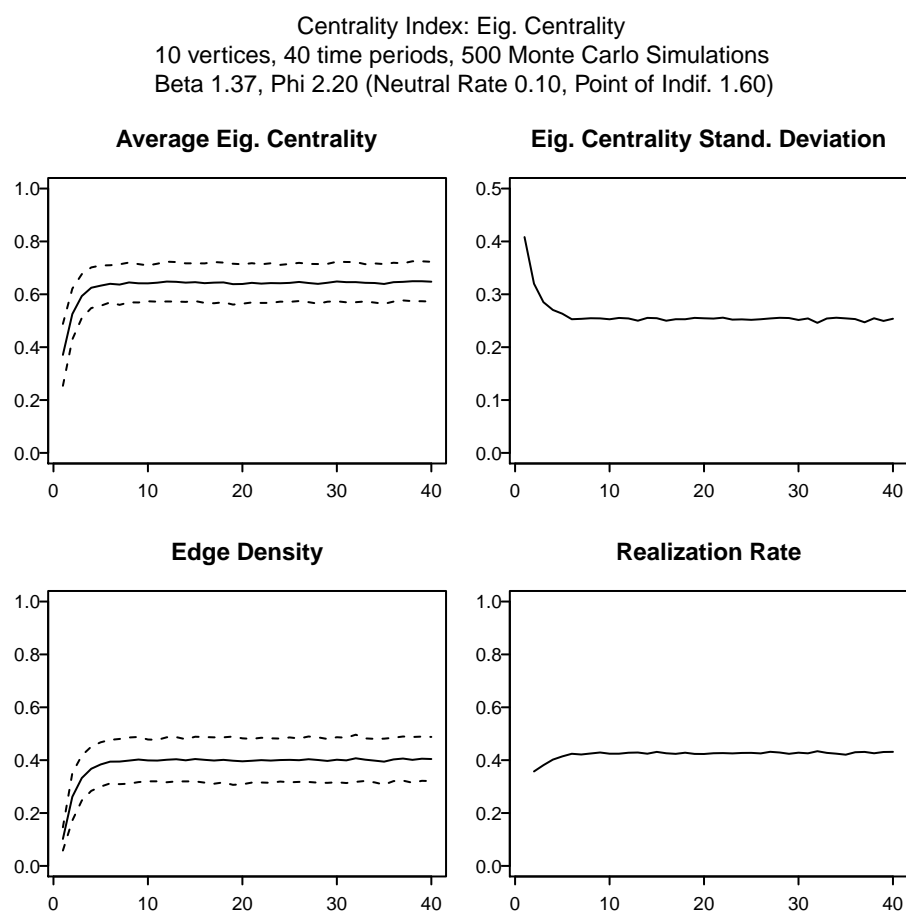 Centrality Index: Eig. Centrality
10 vertices, 40 time periods, 500 Monte Carlo Simulations
Beta 1.37, Phi 2.20 (Neutral Rate 0.10, Point of Indif. 1.60)
Average Eig. Centrality
1.0
0.8
0.6
0.4
0.2
0.0
0 10 20 30 40
Eig. Centrality Stand. Deviation
0.5
0.4
0.3
0.2
0.1
0.0
0 10 20 30 40
Edge Density
1.0
0.8
0.6
0.4
0.2
0.0
0 10 20 30 40
Realization Rate
1.0
0.8
0.6
0.4
0.2
0.0
0 10 20 30 40